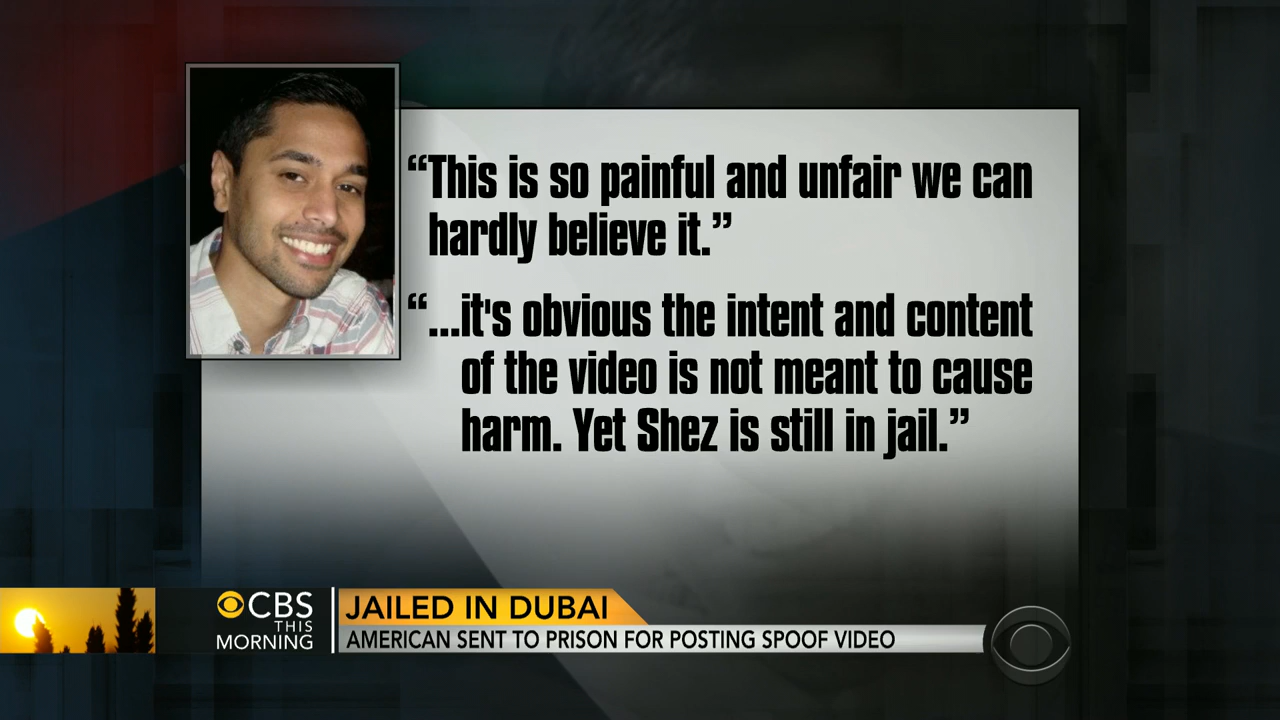 “This is so painful and unfair we can
hardly believe it.”
“...it's obvious the intent and content
of the video is not meant to cause
harm. Yet Shez is still in jail.”
CBS
THIS
MORNING
JAILED IN DUBAI
AMERICAN SENT TO PRISON FOR POSTING SPOOF VIDEO